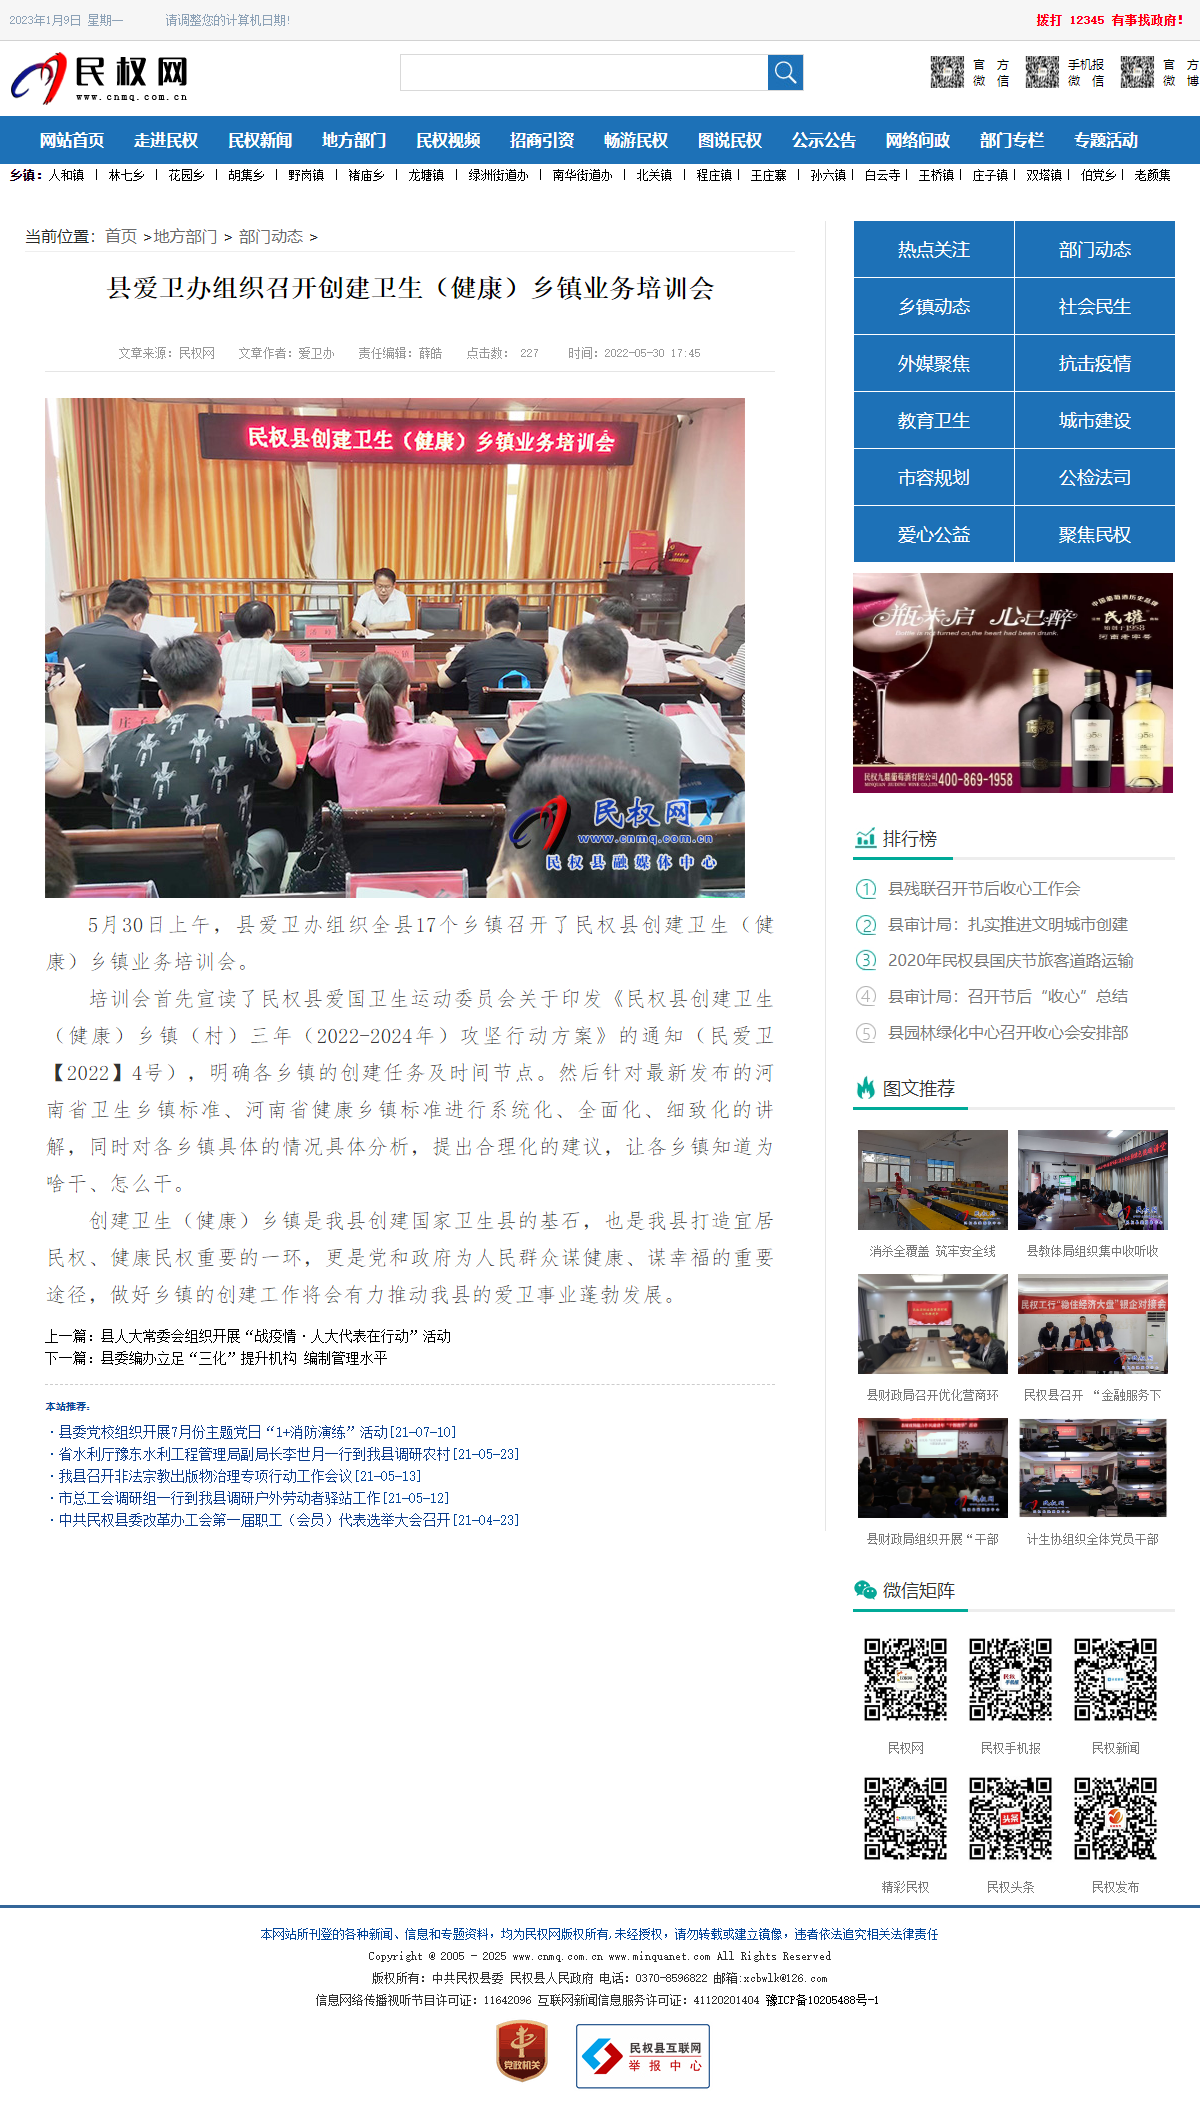 2023年1月9日 星期一 请调整您的计算机日期! 拨打 12345 有事找政府!
民权网
www.cnmq.com.cn
官 方 微 信
手机报 微 信
官 方 微 博
网站首页 走进民权 民权新闻 地方部门 民权视频 招商引资 畅游民权 图说民权 公示公告 网络问政 部门专栏 专题活动
乡镇：人和镇 | 林七乡 | 花园乡 | 胡集乡 | 野岗镇 | 褚庙乡 | 龙塘镇 | 绿洲街道办 | 南华街道办 | 北关镇 | 程庄镇 | 王庄寨 | 孙六镇 | 白云寺 | 王桥镇 | 庄子镇 | 双塔镇 | 伯党乡 | 老颜集
当前位置：首页 >地方部门 > 部门动态 >
县爱卫办组织召开创建卫生（健康）乡镇业务培训会
文章来源：民权网 文章作者：爱卫办 责任编辑：薛皓 点击数： 227 时间：2022-05-30 17:45
民权县创建卫生（健康）乡镇业务培训会
民权网
www.cnmq.com.cn
民权县融媒体中心
5月30日上午，县爱卫办组织全县17个乡镇召开了民权县创建卫生（健
康）乡镇业务培训会。
培训会首先宣读了民权县爱国卫生运动委员会关于印发《民权县创建卫生
（健康）乡镇（村）三年（2022-2024年）攻坚行动方案》的通知（民爱卫
【2022】4号），明确各乡镇的创建任务及时间节点。然后针对最新发布的河
南省卫生乡镇标准、河南省健康乡镇标准进行系统化、全面化、细致化的讲
解，同时对各乡镇具体的情况具体分析，提出合理化的建议，让各乡镇知道为
啥干、怎么干。
创建卫生（健康）乡镇是我县创建国家卫生县的基石，也是我县打造宜居
民权、健康民权重要的一环，更是党和政府为人民群众谋健康、谋幸福的重要
途径，做好乡镇的创建工作将会有力推动我县的爱卫事业蓬勃发展。
上一篇：县人大常委会组织开展“战疫情·人大代表在行动”活动
下一篇：县委编办立足“三化”提升机构 编制管理水平
本站推荐：
·县委党校组织开展7月份主题党日“1+消防演练”活动[21-07-10]
·省水利厅豫东水利工程管理局副局长李世月一行到我县调研农村[21-05-23]
·我县召开非法宗教出版物治理专项行动工作会议[21-05-13]
·市总工会调研组一行到我县调研户外劳动者驿站工作[21-05-12]
·中共民权县委改革办工会第一届职工（会员）代表选举大会召开[21-04-23]
热点关注 部门动态
乡镇动态 社会民生
外媒聚焦 抗击疫情
教育卫生 城市建设
市容规划 公检法司
爱心公益 聚焦民权
瓶未启 心已醉
Bottle is not turned on,the heart had been drunk.
中国葡萄酒历史品牌
民權
始创于1958
河南老字号
民权九鼎葡萄酒有限公司 400-869-1958
排行榜
1 县残联召开节后收心工作会
2 县审计局：扎实推进文明城市创建
3 2020年民权县国庆节旅客道路运输
4 县审计局：召开节后“收心”总结
5 县园林绿化中心召开收心会安排部
图文推荐
消杀全覆盖 筑牢安全线 县教体局组织集中收听收
民权工行“稳住经济大盘”银企对接会
县财政局召开优化营商环 民权县召开 “金融服务下
县财政局组织开展“干部 计生协组织全体党员干部
微信矩阵
民权网 民权手机报 民权新闻
头条
精彩民权 民权头条 民权发布
本网站所刊登的各种新闻、信息和专题资料，均为民权网版权所有,未经授权，请勿转载或建立镜像，违者依法追究相关法律责任
Copyright @ 2005 - 2025 www.cnmq.com.cn www.minquanet.com All Rights Reserved
版权所有：中共民权县委 民权县人民政府 电话：0370-8596822 邮箱:xcbwlk@126.com
信息网络传播视听节目许可证：11642096 互联网新闻信息服务许可证：41120201404 豫ICP备10205488号-1
党政机关
民权县互联网
举报中心